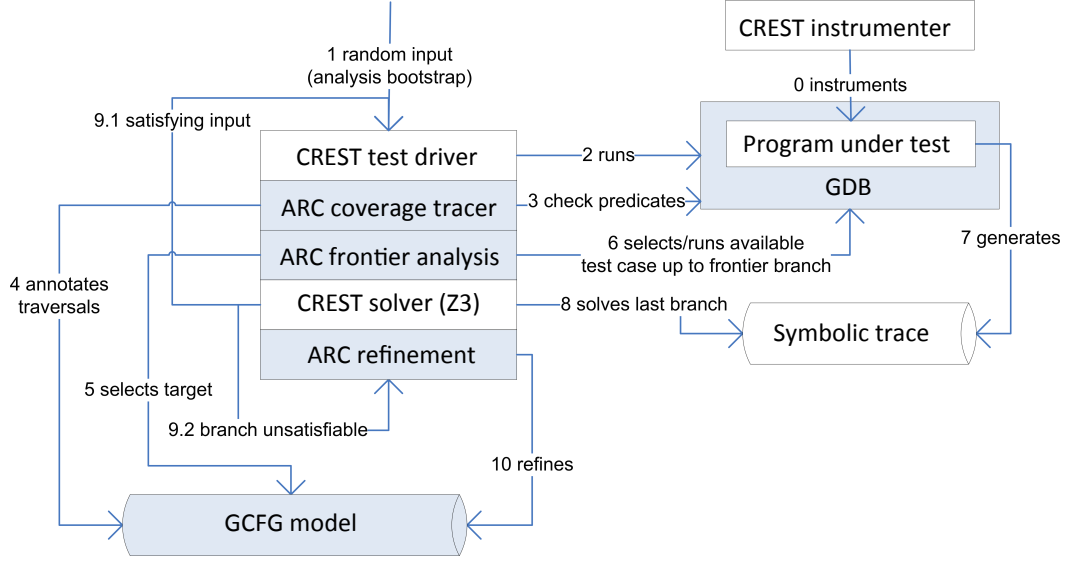 CREST instrumenter
1 random input
(analysis bootstrap)
0 instruments
9.1 satisfying input
CREST test driver
2 runs
Program under test
GDB
ARC coverage tracer
3 check predicates
ARC frontier analysis
6 selects/runs available
test case up to frontier branch
7 generates
4 annotates
traversals
CREST solver (Z3)
8 solves last branch
Symbolic trace
ARC refinement
5 selects target
9.2 branch unsatisfiable
10 refines
GCFG model